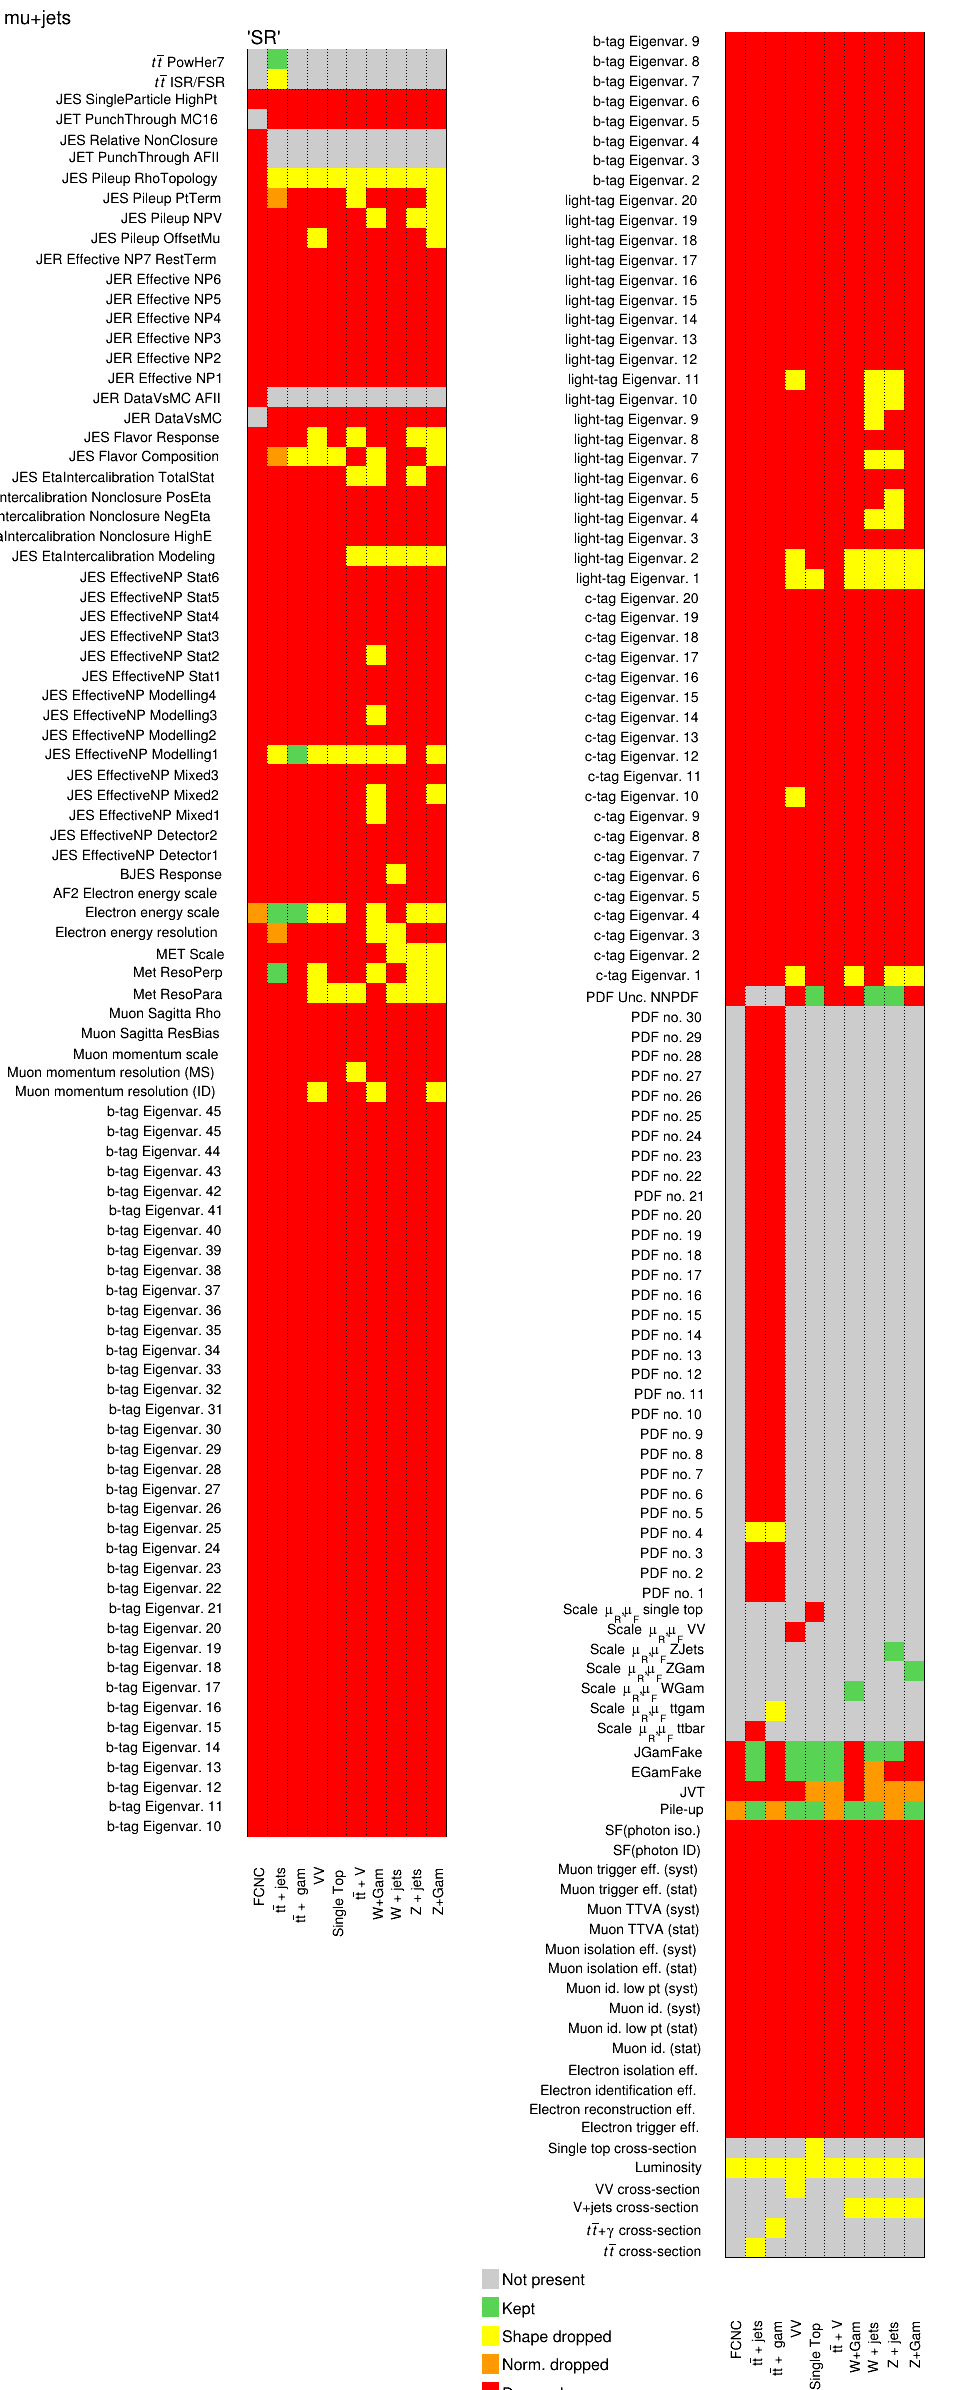 mu+jets
'SR'
tt̅ PowHer7
tt̅ ISR/FSR
JES SingleParticle HighPt
JET PunchThrough MC16
JES Relative NonClosure
JET PunchThrough AFII
JES Pileup RhoTopology
JES Pileup PtTerm
JES Pileup NPV
JES Pileup OffsetMu
JER Effective NP7 RestTerm
JER Effective NP6
JER Effective NP5
JER Effective NP4
JER Effective NP3
JER Effective NP2
JER Effective NP1
JER DataVsMC AFII
JER DataVsMC
JES Flavor Response
JES Flavor Composition
JES EtaIntercalibration TotalStat
ntercalibration Nonclosure PosEta
ntercalibration Nonclosure NegEta
aIntercalibration Nonclosure HighE
JES EtaIntercalibration Modeling
JES EffectiveNP Stat6
JES EffectiveNP Stat5
JES EffectiveNP Stat4
JES EffectiveNP Stat3
JES EffectiveNP Stat2
JES EffectiveNP Stat1
JES EffectiveNP Modelling4
JES EffectiveNP Modelling3
JES EffectiveNP Modelling2
JES EffectiveNP Modelling1
JES EffectiveNP Mixed3
JES EffectiveNP Mixed2
JES EffectiveNP Mixed1
JES EffectiveNP Detector2
JES EffectiveNP Detector1
BJES Response
AF2 Electron energy scale
Electron energy scale
Electron energy resolution
MET Scale
Met ResoPerp
Met ResoPara
Muon Sagitta Rho
Muon Sagitta ResBias
Muon momentum scale
Muon momentum resolution (MS)
Muon momentum resolution (ID)
b-tag Eigenvar. 45
b-tag Eigenvar. 45
b-tag Eigenvar. 44
b-tag Eigenvar. 43
b-tag Eigenvar. 42
b-tag Eigenvar. 41
b-tag Eigenvar. 40
b-tag Eigenvar. 39
b-tag Eigenvar. 38
b-tag Eigenvar. 37
b-tag Eigenvar. 36
b-tag Eigenvar. 35
b-tag Eigenvar. 34
b-tag Eigenvar. 33
b-tag Eigenvar. 32
b-tag Eigenvar. 31
b-tag Eigenvar. 30
b-tag Eigenvar. 29
b-tag Eigenvar. 28
b-tag Eigenvar. 27
b-tag Eigenvar. 26
b-tag Eigenvar. 25
b-tag Eigenvar. 24
b-tag Eigenvar. 23
b-tag Eigenvar. 22
b-tag Eigenvar. 21
b-tag Eigenvar. 20
b-tag Eigenvar. 19
b-tag Eigenvar. 18
b-tag Eigenvar. 17
b-tag Eigenvar. 16
b-tag Eigenvar. 15
b-tag Eigenvar. 14
b-tag Eigenvar. 13
b-tag Eigenvar. 12
b-tag Eigenvar. 11
b-tag Eigenvar. 10
FCNC
tt̅ + jets
tt̅ + gam
VV
Single Top
tt̅ + V
W+Gam
W + jets
Z + jets
Z+Gam
b-tag Eigenvar. 9
b-tag Eigenvar. 8
b-tag Eigenvar. 7
b-tag Eigenvar. 6
b-tag Eigenvar. 5
b-tag Eigenvar. 4
b-tag Eigenvar. 3
b-tag Eigenvar. 2
light-tag Eigenvar. 20
light-tag Eigenvar. 19
light-tag Eigenvar. 18
light-tag Eigenvar. 17
light-tag Eigenvar. 16
light-tag Eigenvar. 15
light-tag Eigenvar. 14
light-tag Eigenvar. 13
light-tag Eigenvar. 12
light-tag Eigenvar. 11
light-tag Eigenvar. 10
light-tag Eigenvar. 9
light-tag Eigenvar. 8
light-tag Eigenvar. 7
light-tag Eigenvar. 6
light-tag Eigenvar. 5
light-tag Eigenvar. 4
light-tag Eigenvar. 3
light-tag Eigenvar. 2
light-tag Eigenvar. 1
c-tag Eigenvar. 20
c-tag Eigenvar. 19
c-tag Eigenvar. 18
c-tag Eigenvar. 17
c-tag Eigenvar. 16
c-tag Eigenvar. 15
c-tag Eigenvar. 14
c-tag Eigenvar. 13
c-tag Eigenvar. 12
c-tag Eigenvar. 11
c-tag Eigenvar. 10
c-tag Eigenvar. 9
c-tag Eigenvar. 8
c-tag Eigenvar. 7
c-tag Eigenvar. 6
c-tag Eigenvar. 5
c-tag Eigenvar. 4
c-tag Eigenvar. 3
c-tag Eigenvar. 2
c-tag Eigenvar. 1
PDF Unc. NNPDF
PDF no. 30
PDF no. 29
PDF no. 28
PDF no. 27
PDF no. 26
PDF no. 25
PDF no. 24
PDF no. 23
PDF no. 22
PDF no. 21
PDF no. 20
PDF no. 19
PDF no. 18
PDF no. 17
PDF no. 16
PDF no. 15
PDF no. 14
PDF no. 13
PDF no. 12
PDF no. 11
PDF no. 10
PDF no. 9
PDF no. 8
PDF no. 7
PDF no. 6
PDF no. 5
PDF no. 4
PDF no. 3
PDF no. 2
PDF no. 1
Scale μ_R,μ_F single top
Scale μ_R,μ_F VV
Scale μ_R,μ_F ZJets
Scale μ_R,μ_F ZGam
Scale μ_R,μ_F WGam
Scale μ_R,μ_F ttgam
Scale μ_R,μ_F ttbar
JGamFake
EGamFake
JVT
Pile-up
SF(photon iso.)
SF(photon ID)
Muon trigger eff. (syst)
Muon trigger eff. (stat)
Muon TTVA (syst)
Muon TTVA (stat)
Muon isolation eff. (syst)
Muon isolation eff. (stat)
Muon id. low pt (syst)
Muon id. (syst)
Muon id. low pt (stat)
Muon id. (stat)
Electron isolation eff.
Electron identification eff.
Electron reconstruction eff.
Electron trigger eff.
Single top cross-section
Luminosity
VV cross-section
V+jets cross-section
tt̅+γ cross-section
tt̅ cross-section
Not present
Kept
Shape dropped
Norm. dropped
FCNC
tt̅ + jets
tt̅ + gam
VV
Single Top
tt̅ + V
W+Gam
W + jets
Z + jets
Z+Gam